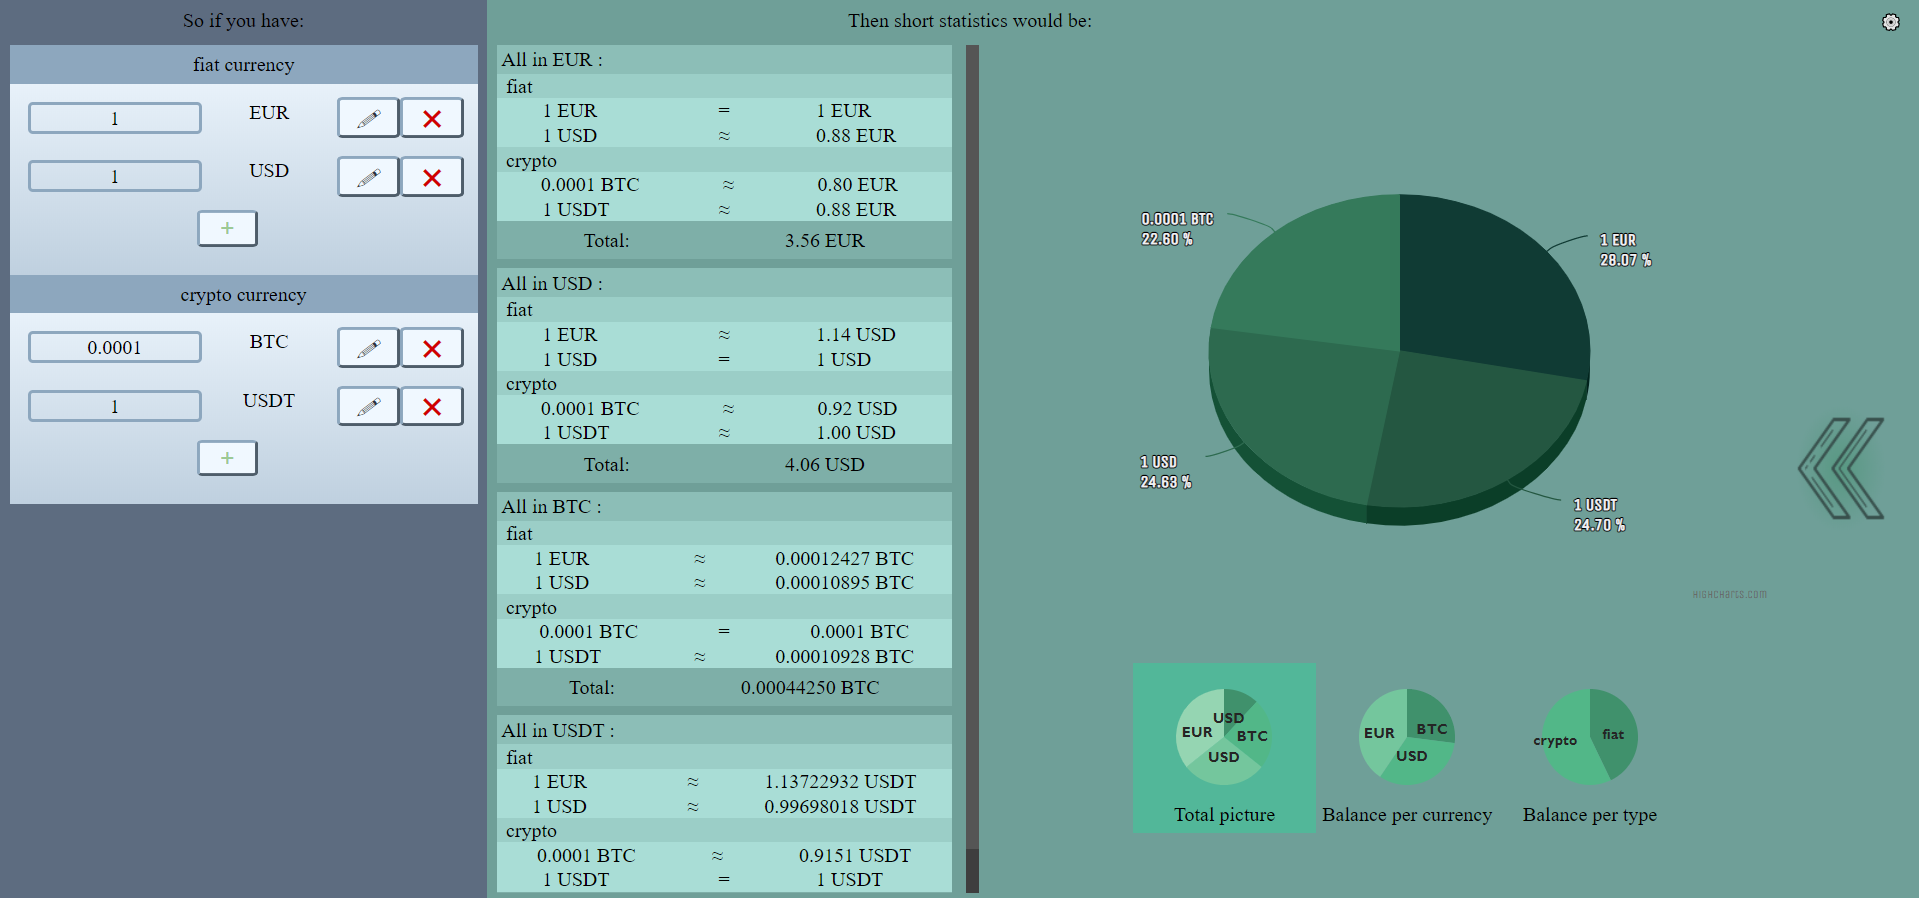 So if you have:
fiat currency
1 EUR
1 USD
+
crypto currency
0.0001 BTC
1 USDT
+
Then short statistics would be:
All in EUR :
fiat
1 EUR = 1 EUR
1 USD ≈ 0.88 EUR
crypto
0.0001 BTC ≈ 0.80 EUR
1 USDT ≈ 0.88 EUR
Total: 3.56 EUR
All in USD :
fiat
1 EUR ≈ 1.14 USD
1 USD = 1 USD
crypto
0.0001 BTC ≈ 0.92 USD
1 USDT ≈ 1.00 USD
Total: 4.06 USD
All in BTC :
fiat
1 EUR ≈ 0.00012427 BTC
1 USD ≈ 0.00010895 BTC
crypto
0.0001 BTC = 0.0001 BTC
1 USDT ≈ 0.00010928 BTC
Total: 0.00044250 BTC
All in USDT :
fiat
1 EUR ≈ 1.13722932 USDT
1 USD ≈ 0.99698018 USDT
crypto
0.0001 BTC ≈ 0.9151 USDT
1 USDT = 1 USDT
0.0001 BTC
22.60 %
1 EUR
28.07 %
1 USD
24.63 %
1 USDT
24.70 %
HIGHCHARTS.COM
USD
EUR
BTC
USD
Total picture
EUR
BTC
USD
Balance per currency
crypto
fiat
Balance per type